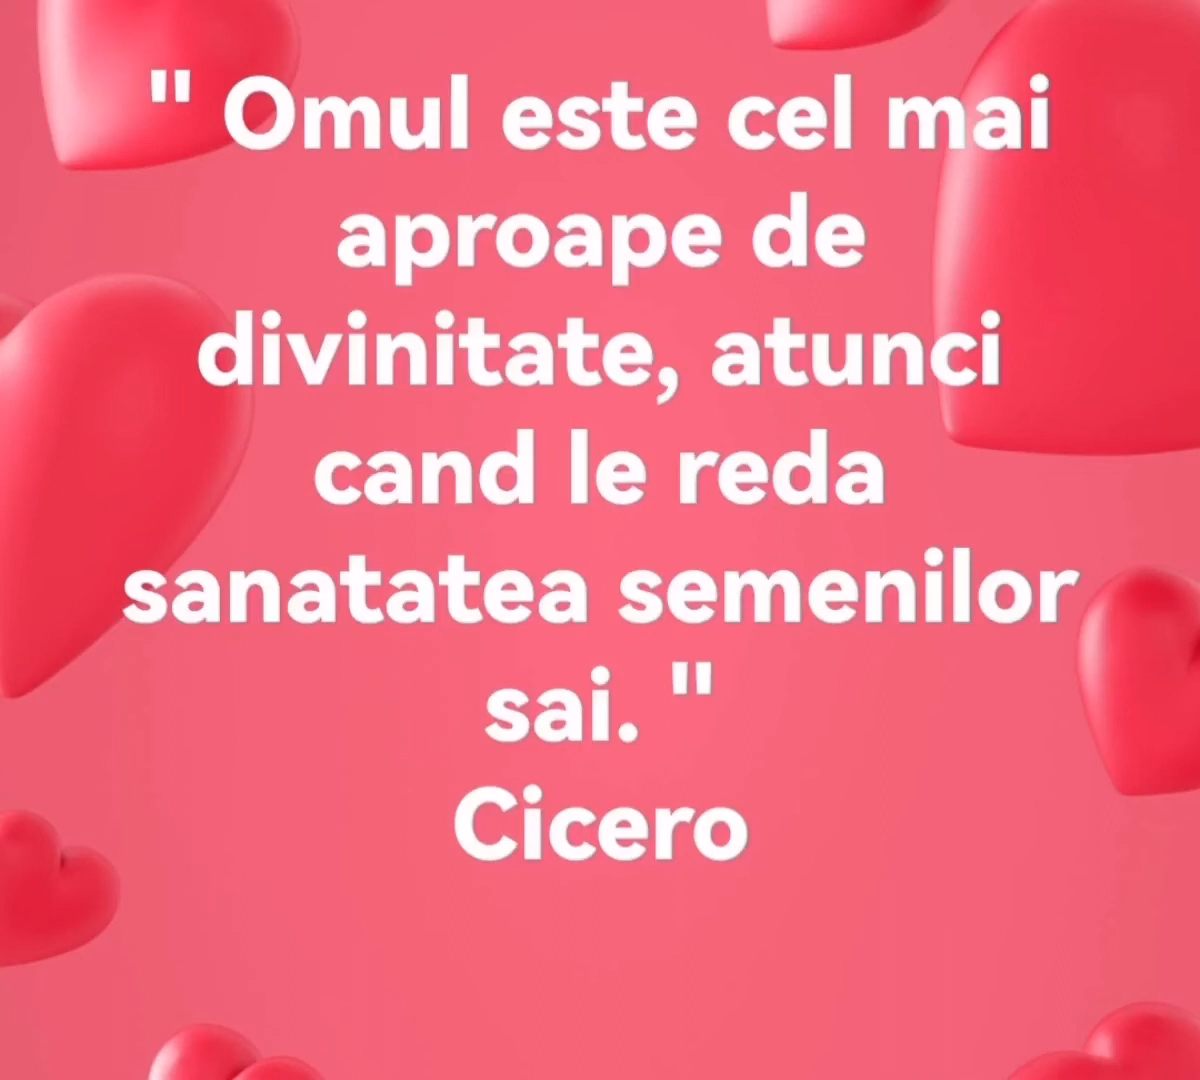 " Omul este cel mai
aproape de
divinitate, atunci
cand le reda
sanatatea semenilor
sai. "
Cicero